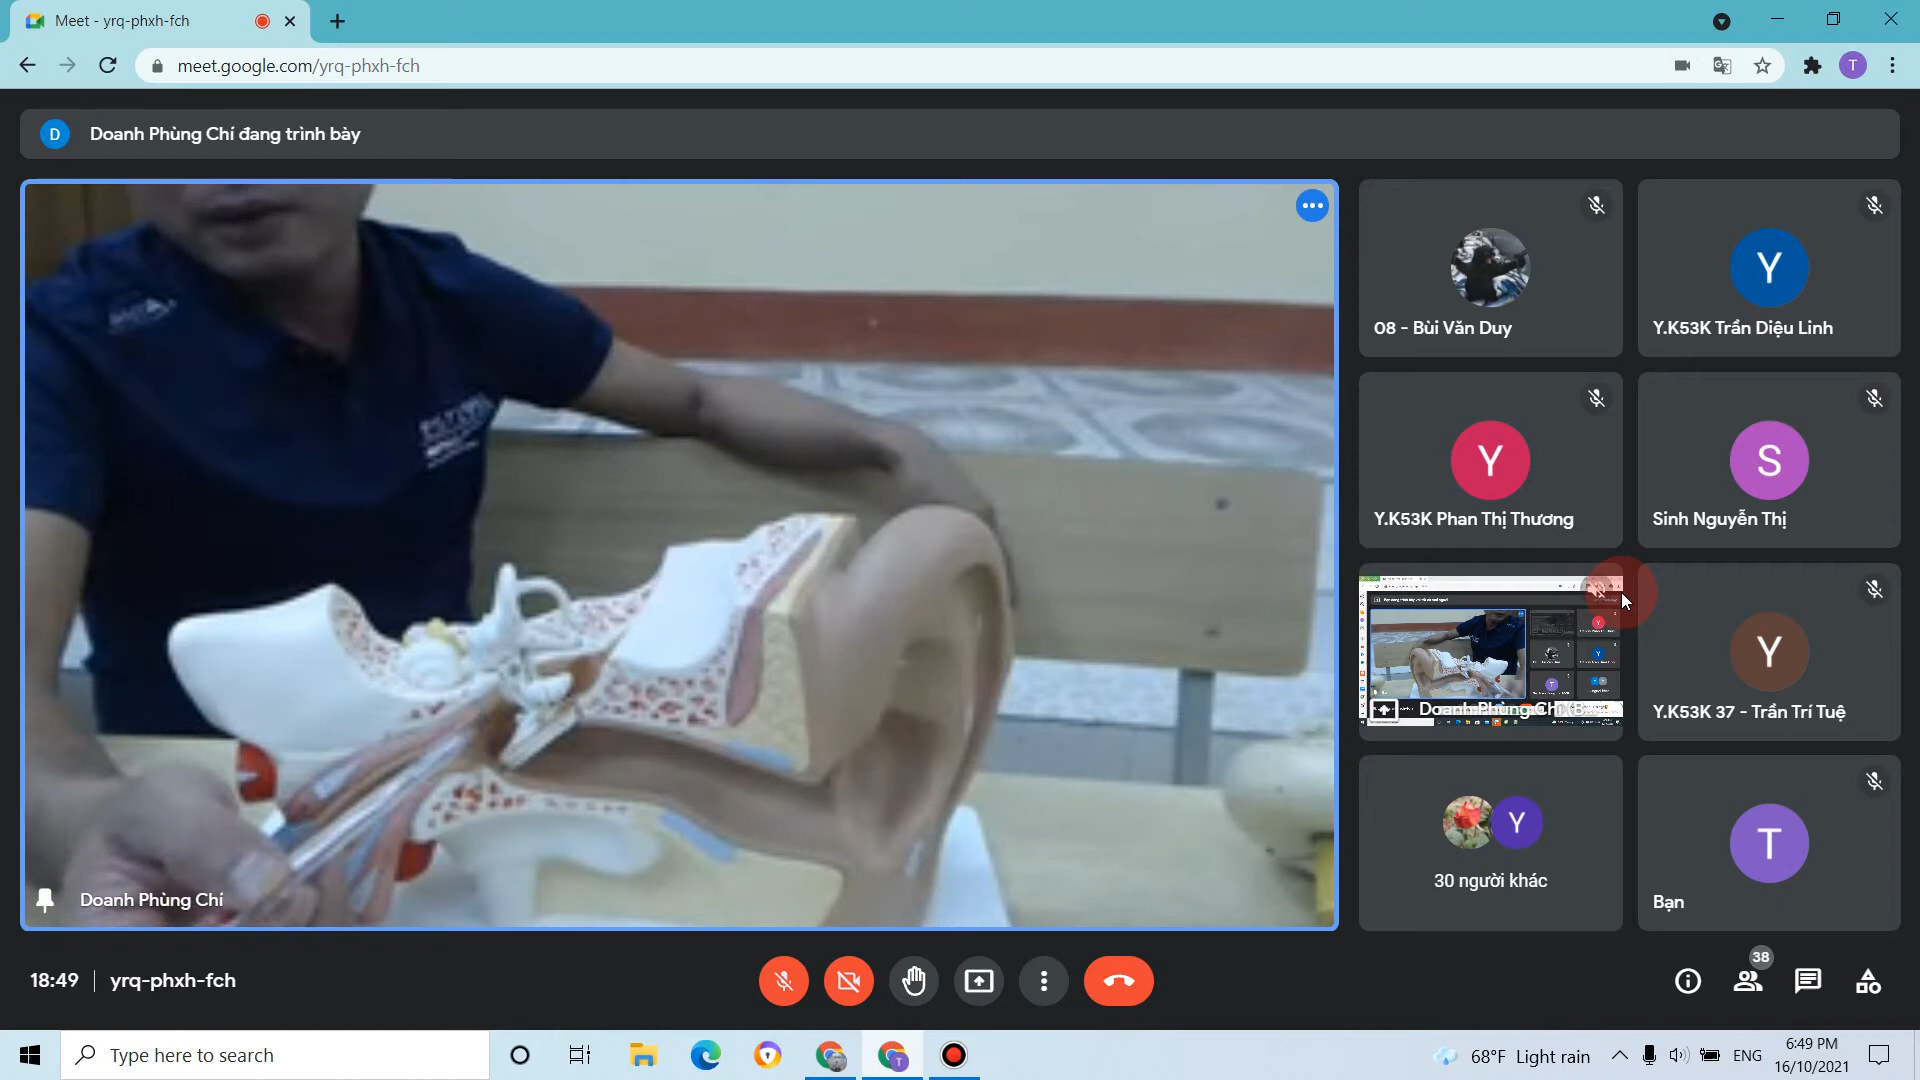 Meet - yrq-phxh-fch
meet.google.com/yrq-phxh-fch
T
D
Doanh Phùng Chí đang trình bày
08 - Bùi Văn Duy
Y
Y.K53K Trần Diệu Linh
Y
Y.K53K Phan Thị Thương
S
Sinh Nguyễn Thị
Doanh Phùng Chí (B...
Y
Y.K53K 37 - Trần Trí Tuệ
Y
30 người khác
T
Bạn
Doanh Phùng Chí
18:49
yrq-phxh-fch
38
Type here to search
68°F Light rain
ENG
6:49 PM
16/10/2021